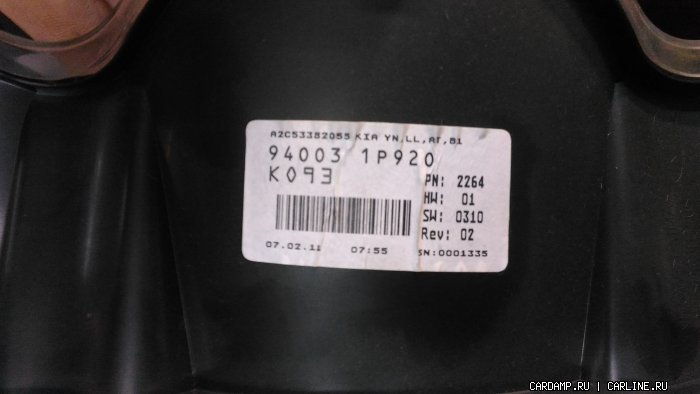 A2C53382055 KIA YN,LL,AT,B1
94003 1P920
K093
PN: 2264
HW: 01
SW: 0310
Rev: 02
07.02.11 07:55 SN:0001335
CARDAMP.RU | CARLINE.RU